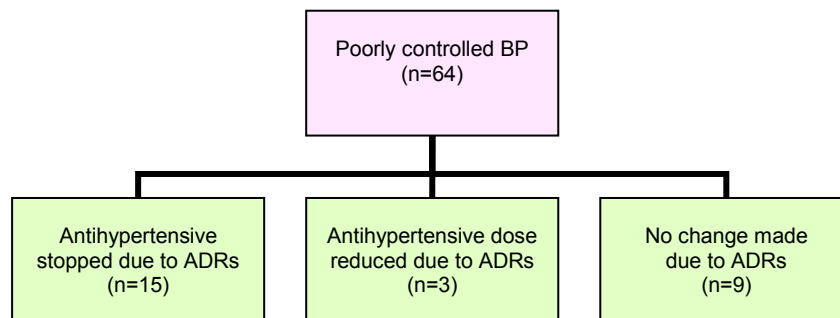 Poorly controlled BP
(n=64)
Antihypertensive
stopped due to ADRs
(n=15)
Antihypertensive dose
reduced due to ADRs
(n=3)
No change made
due to ADRs
(n=9)